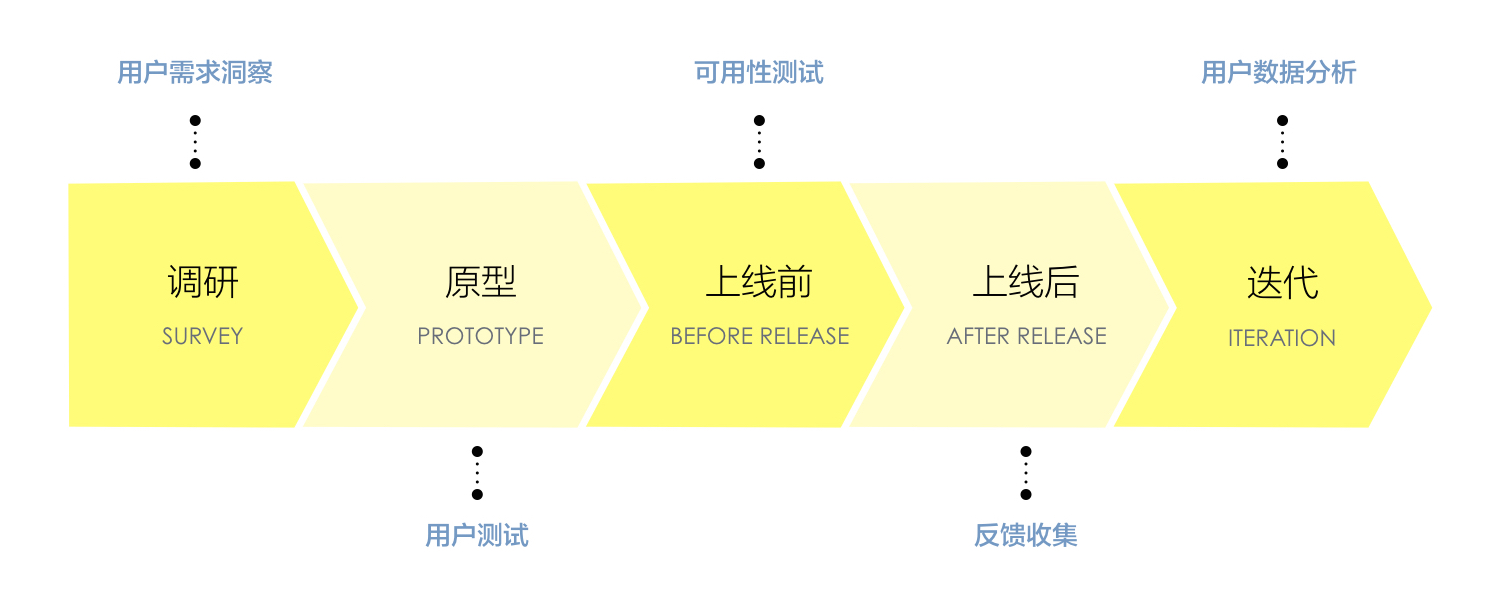 用户需求洞察
可用性测试
用户数据分析
调研
SURVEY
原型
PROTOTYPE
上线前
BEFORE RELEASE
上线后
AFTER RELEASE
迭代
ITERATION
用户测试
反馈收集